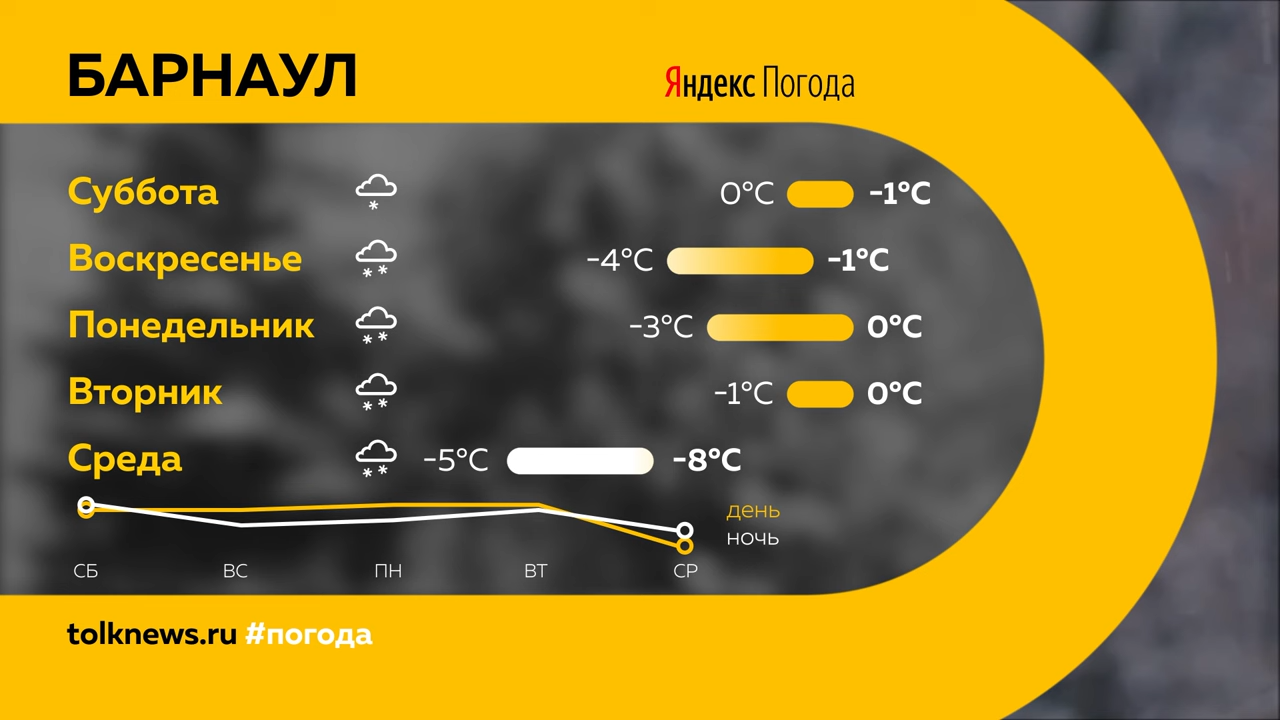 БАРНАУЛ
Яндекс Погода
Суббота 0°C -1°C
Воскресенье -4°C -1°C
Понедельник -3°C 0°C
Вторник -1°C 0°C
Среда -5°C -8°C
день
ночь
СБ ВС ПН ВТ СР
tolknews.ru #погода